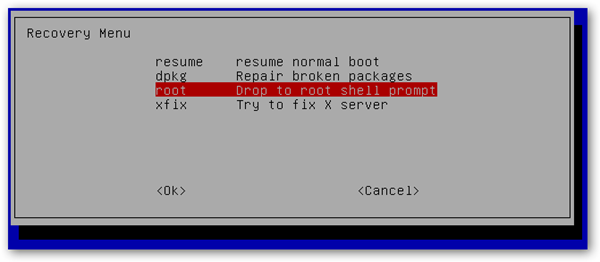 Recovery Menu
resume resume normal boot
dpkg Repair broken packages
root Drop to root shell prompt
xfix Try to fix X server
<Ok> <Cancel>